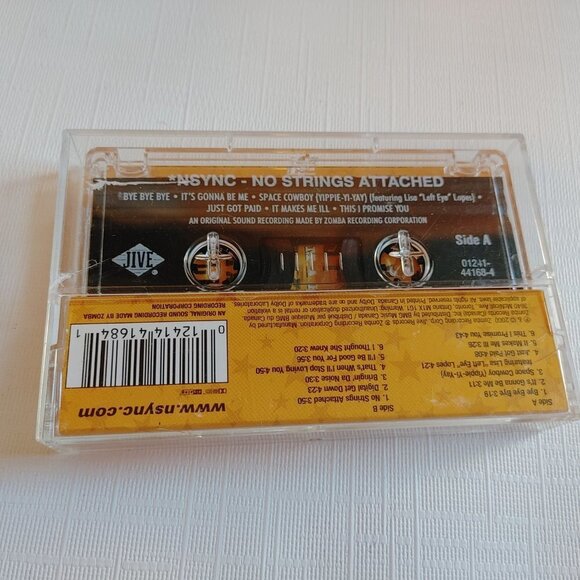 *NSYNC - NO STRINGS ATTACHED
*BYE BYE BYE • IT'S GONNA BE ME • SPACE COWBOY (YIPPIE-YI-YAY) (featuring Lisa "Left Eye" Lopes)
JUST GOT PAID • IT MAKES ME ILL • THIS I PROMISE YOU
AN ORIGINAL SOUND RECORDING MADE BY ZOMBA RECORDING CORPORATION
JIVE
®
Side A
01241-
44168-4
Side A
1. Bye Bye Bye 3:19
2. It's Gonna Be Me 3:11
3. Space Cowboy (Yippie-Yi-Yay)
featuring Lisa "Left Eye" Lopes 4:21
4. Just Got Paid 4:08
5. It Makes Me Ill 3:26
6. This I Promise You 4:43
Side B
1. No Strings Attached 3:50
2. Digital Get Down 4:23
3. Bringin' Da Noise 3:30
4. That's When I'll Stop Loving You 4:50
5. I'll Be Good For You 3:56
6. I Thought She Knew 3:20
www.nsync.com
0 12414 41684 1
AN ORIGINAL SOUND RECORDING MADE BY ZOMBA
RECORDING CORPORATION